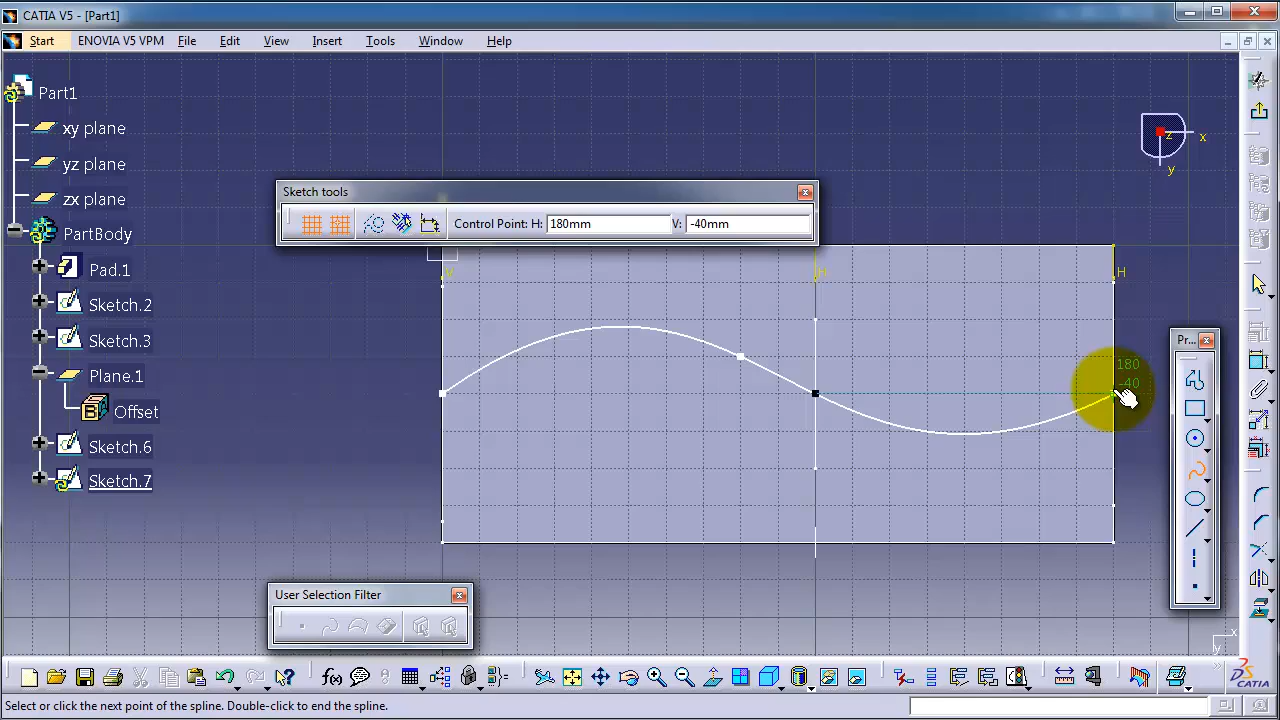 CATIA V5 - [Part1]
Start ENOVIA V5 VPM File Edit View Insert Tools Window Help
Part1
xy plane
yz plane
zx plane
PartBody
Pad.1
Sketch.2
Sketch.3
Plane.1
Offset
Sketch.6
Sketch.7
Sketch tools
Control Point: H: 180mm V: -40mm
V H H
180
-40
z x
y
Pr...
User Selection Filter
x
y
f(x)
CATIA
Select or click the next point of the spline. Double-click to end the spline.